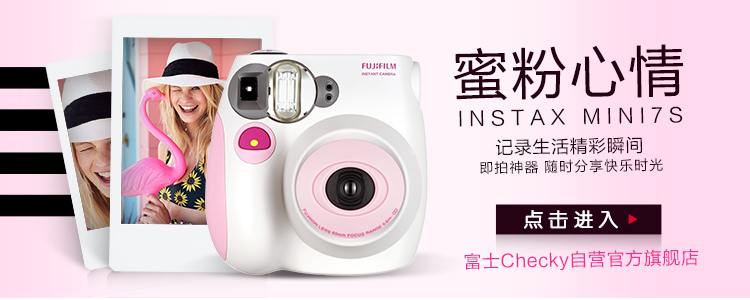 FUJIFILM
INSTANT CAMERA
蜜粉心情
INSTAX MINI7S
记录生活精彩瞬间
即拍神器 随时分享快乐时光
点击进入
富士Checky自营官方旗舰店